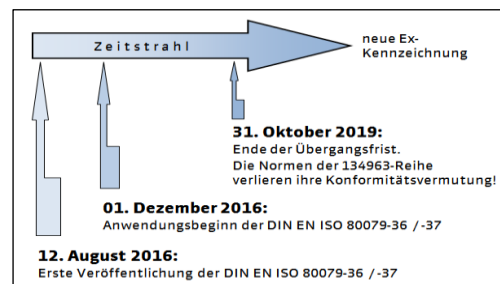 Zeitstrahl
neue Ex-
Kennzeichnung
31. Oktober 2019:
Ende der Übergangsfrist.
Die Normen der 134963-Reihe
verlieren ihre Konformitätsvermutung!
01. Dezember 2016:
Anwendungsbeginn der DIN EN ISO 80079-36 /-37
12. August 2016:
Erste Veröffentlichung der DIN EN ISO 80079-36 /-37